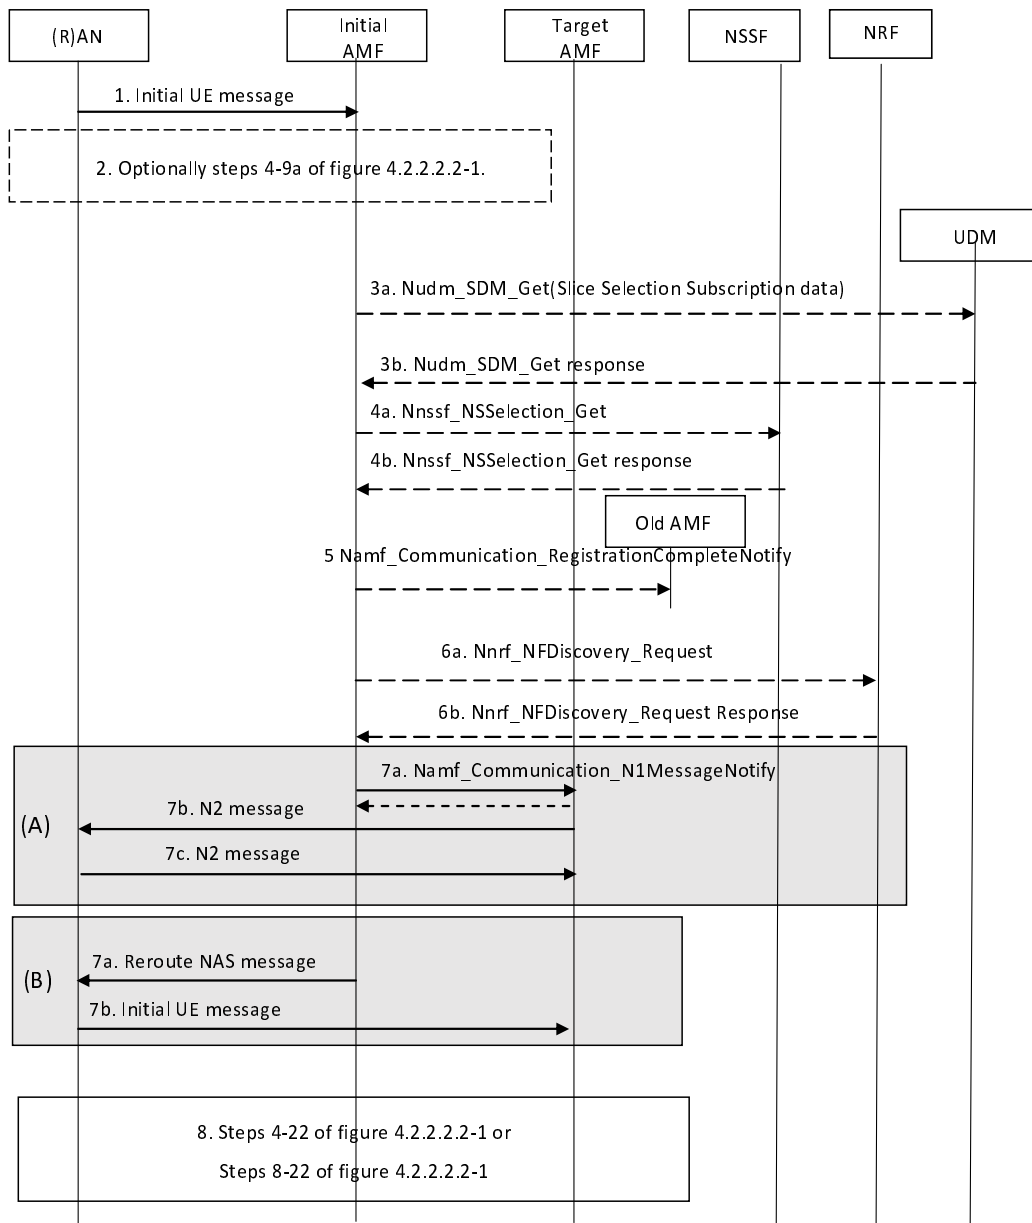 (R)AN
Initial
AMF
Target
AMF
NSSF
NRF
1. Initial UE message
2. Optionally steps 4-9a of figure 4.2.2.2.2-1.
UDM
3a. Nudm_SDM_Get(Slice Selection Subscription data)
3b. Nudm_SDM_Get response
4a. Nnssf_NSSelection_Get
4b. Nnssf_NSSelection_Get response
Old AMF
5 Namf_Communication_RegistrationCompleteNotify
6a. Nnrf_NFDiscovery_Request
6b. Nnrf_NFDiscovery_Request Response
(A)
7a. Namf_Communication_N1MessageNotify
7b. N2 message
7c. N2 message
(B)
7a. Reroute NAS message
7b. Initial UE message
8. Steps 4-22 of figure 4.2.2.2.2-1 or
Steps 8-22 of figure 4.2.2.2.2-1